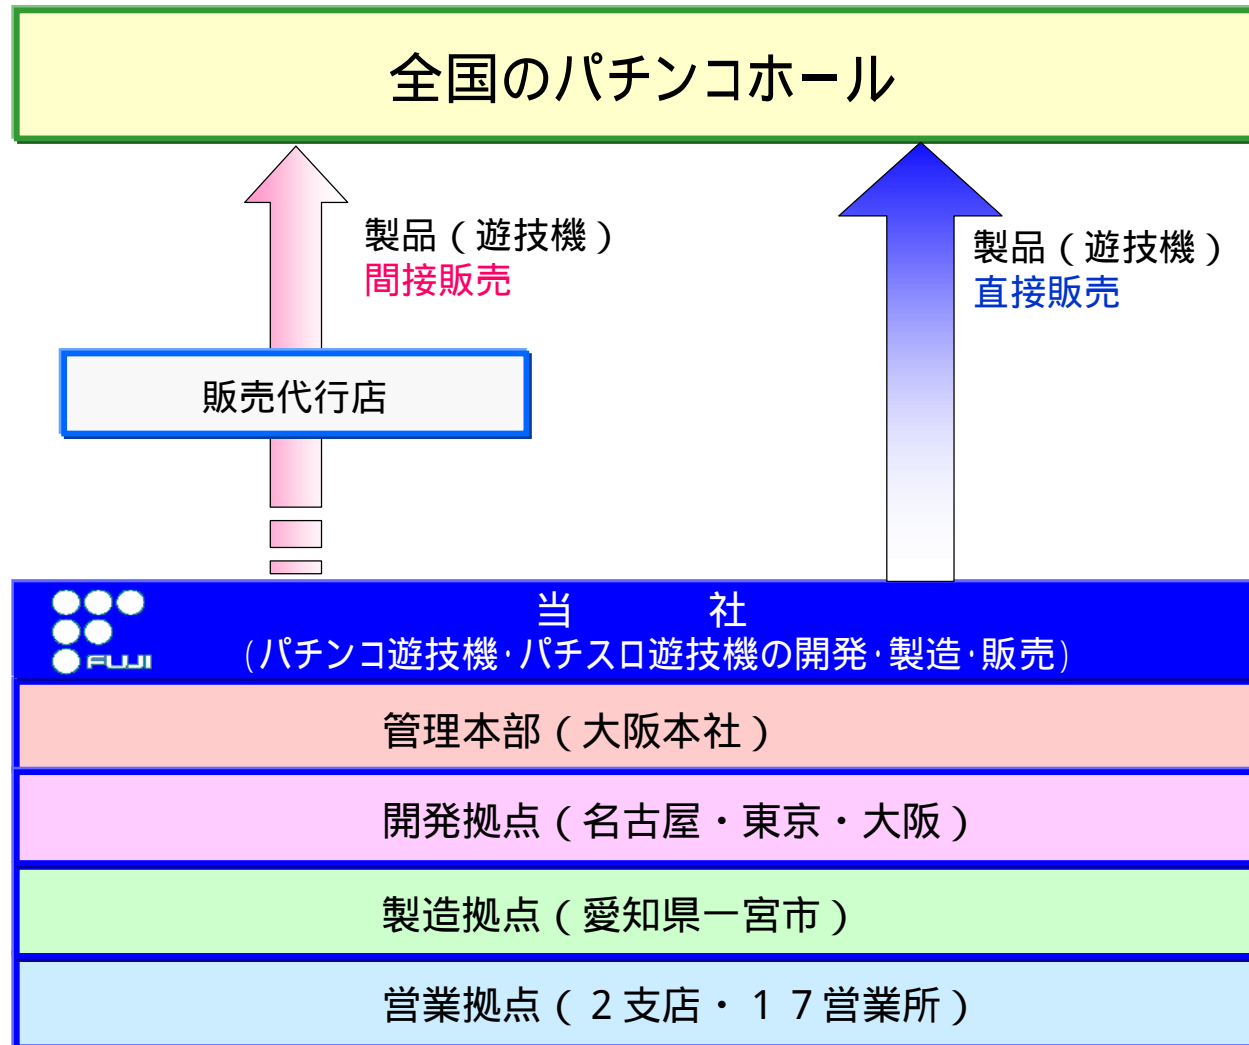 全国のパチンコホール
製品（遊技機）
間接販売
製品（遊技機）
直接販売
販売代行店
当　　　社
FUJI
(パチンコ遊技機・パチスロ遊技機の開発・製造・販売)
管理本部（大阪本社）
開発拠点（名古屋・東京・大阪）
製造拠点（愛知県一宮市）
営業拠点（２支店・１７営業所）